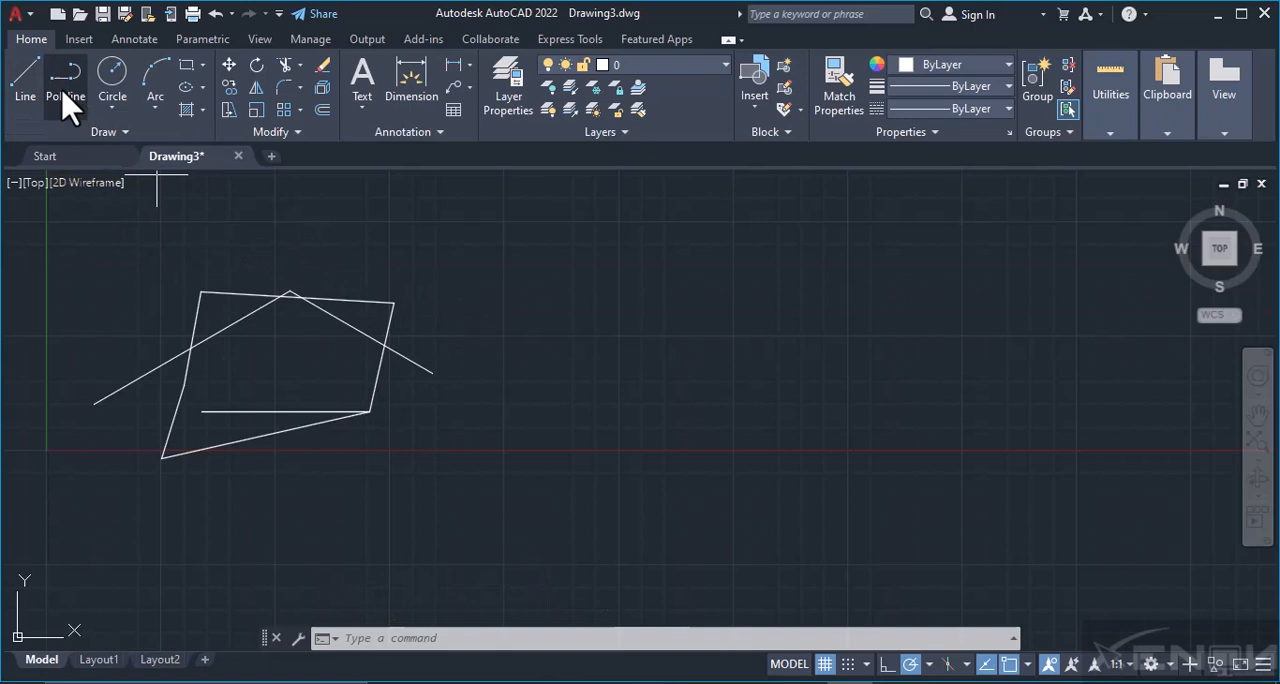 Share
Autodesk AutoCAD 2022 Drawing3.dwg
Type a keyword or phrase
Sign In
Home Insert Annotate Parametric View Manage Output Add-ins Collaborate Express Tools Featured Apps
Line Polyline Circle Arc
Text Dimension
Layer Properties
0
Insert
Match Properties
ByLayer
ByLayer
ByLayer
Group
Utilities
Clipboard
View
Draw Modify Annotation Layers Block Properties Groups
Start Drawing3*
[−][Top][2D Wireframe]
N
W TOP E
S
WCS
Y
X
Type a command
Model Layout1 Layout2
MODEL 1:1